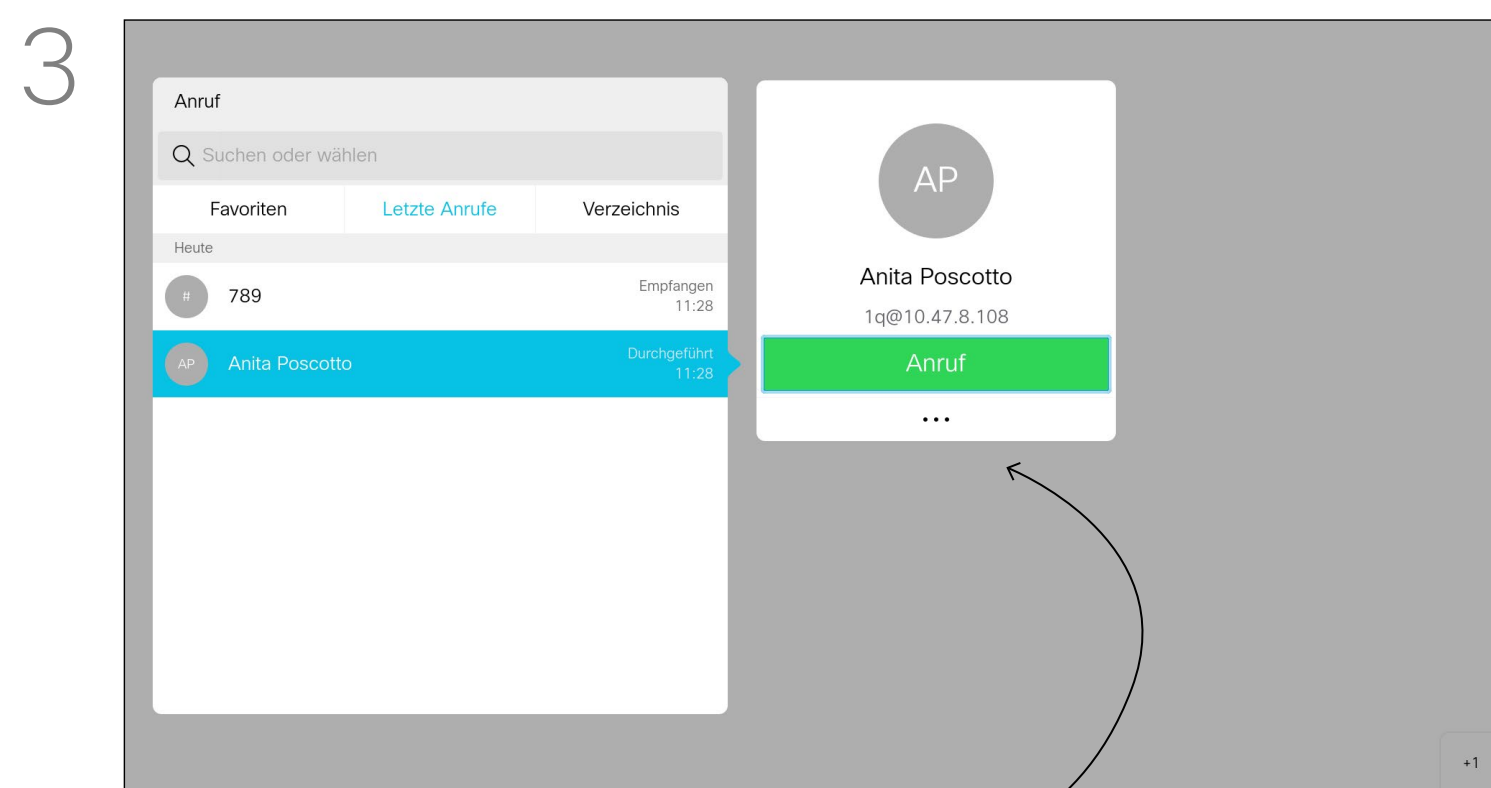 3
Anruf
Suchen oder wählen
Favoriten Letzte Anrufe Verzeichnis
Heute
# 789 Empfangen
11:28
AP Anita Poscotto Durchgeführt
11:28
AP
Anita Poscotto
1q@10.47.8.108
Anruf
...
+1